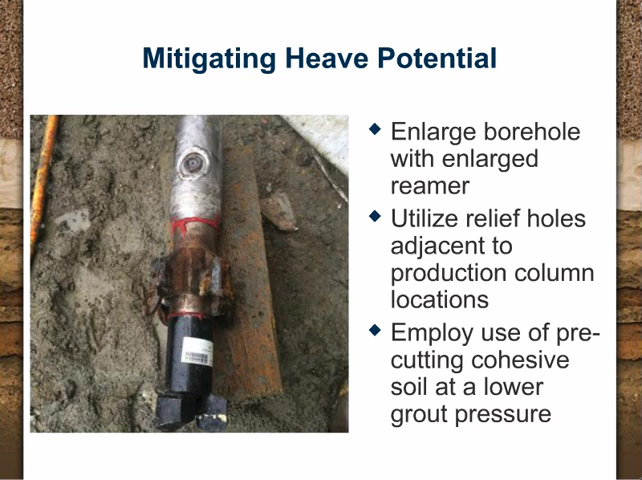 Mitigating Heave Potential
Enlarge borehole
with enlarged
reamer
Utilize relief holes
adjacent to
production column
locations
Employ use of pre-
cutting cohesive
soil at a lower
grout pressure